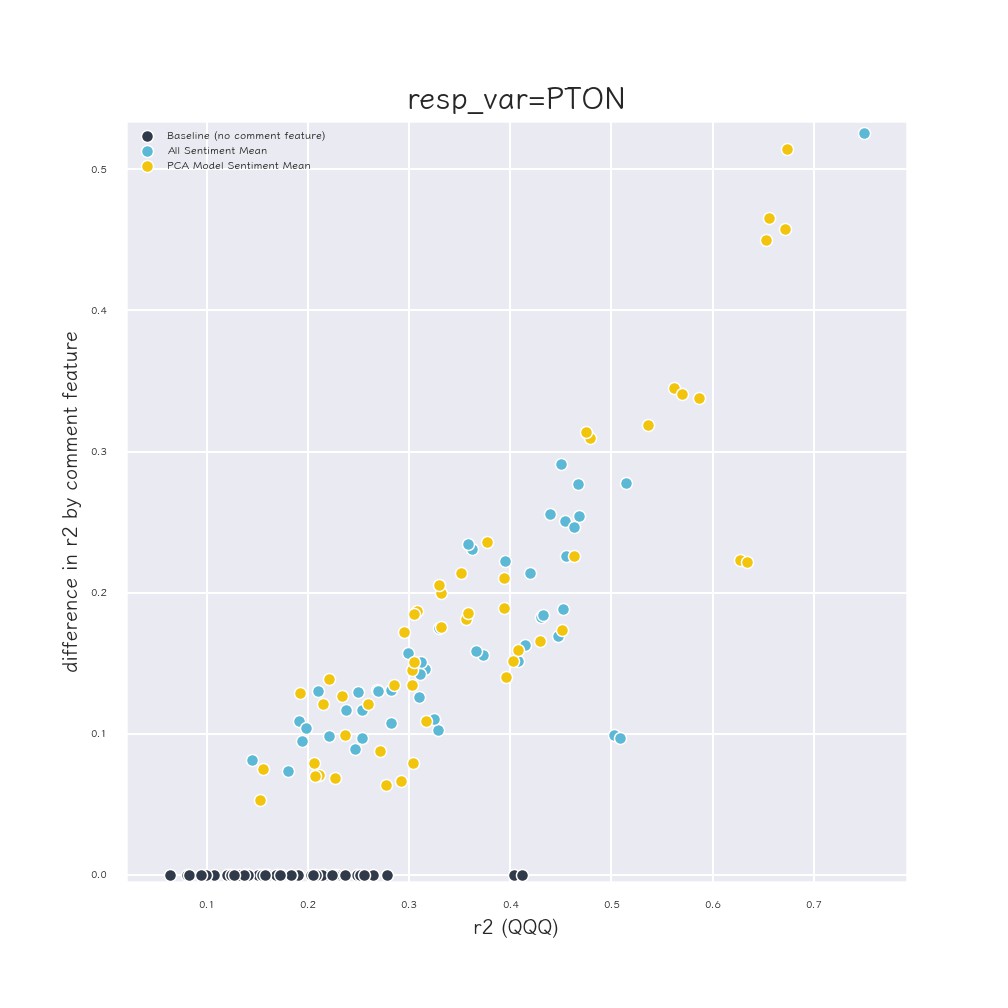 resp_var=PTON
Baseline (no comment feature)
All Sentiment Mean
PCA Model Sentiment Mean
difference in r2 by comment feature
0.5
0.4
0.3
0.2
0.1
0.0
0.1 0.2 0.3 0.4 0.5 0.6 0.7
r2 (QQQ)